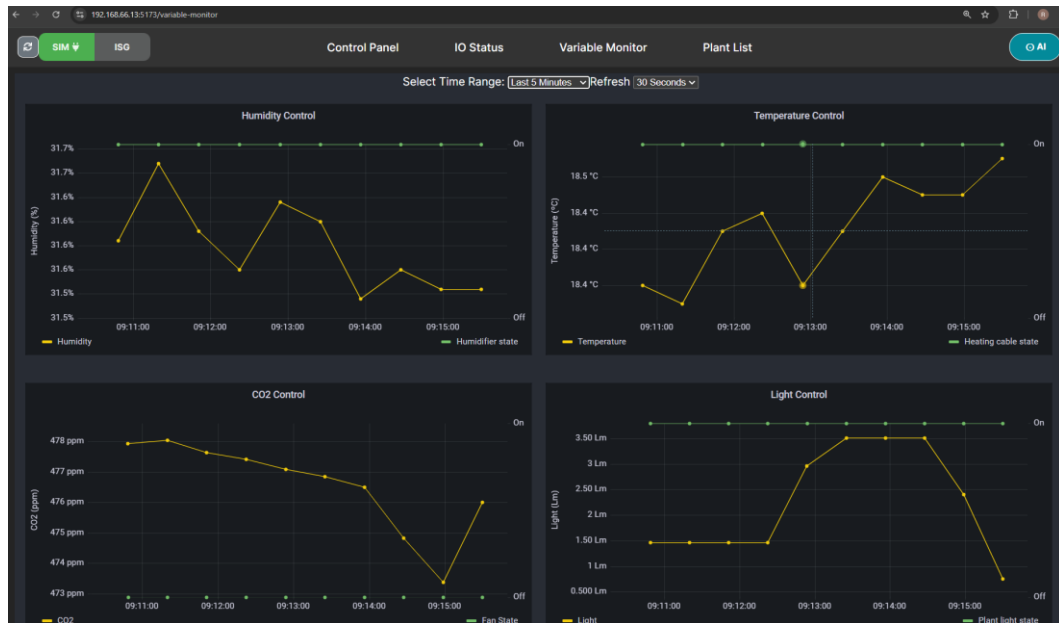 192.168.66.13:5173/variable-monitor
SIM ISG Control Panel IO Status Variable Monitor Plant List AI
Select Time Range: Last 5 Minutes Refresh 30 Seconds
Humidity Control
31.7%
31.7%
31.6%
31.6%
31.6%
31.5%
31.5%
Humidity (%)
On
Off
09:11:00 09:12:00 09:13:00 09:14:00 09:15:00
Humidity Humidifier state
Temperature Control
18.5 °C
18.4 °C
18.4 °C
18.4 °C
Temperature (°C)
On
Off
09:11:00 09:12:00 09:13:00 09:14:00 09:15:00
Temperature Heating cable state
CO2 Control
478 ppm
477 ppm
476 ppm
475 ppm
474 ppm
473 ppm
CO2 (ppm)
On
Off
09:11:00 09:12:00 09:13:00 09:14:00 09:15:00
CO2 Fan State
Light Control
3.50 Lm
3 Lm
2.50 Lm
2 Lm
1.50 Lm
1 Lm
0.500 Lm
Light (Lm)
On
Off
09:11:00 09:12:00 09:13:00 09:14:00 09:15:00
Light Plant light state